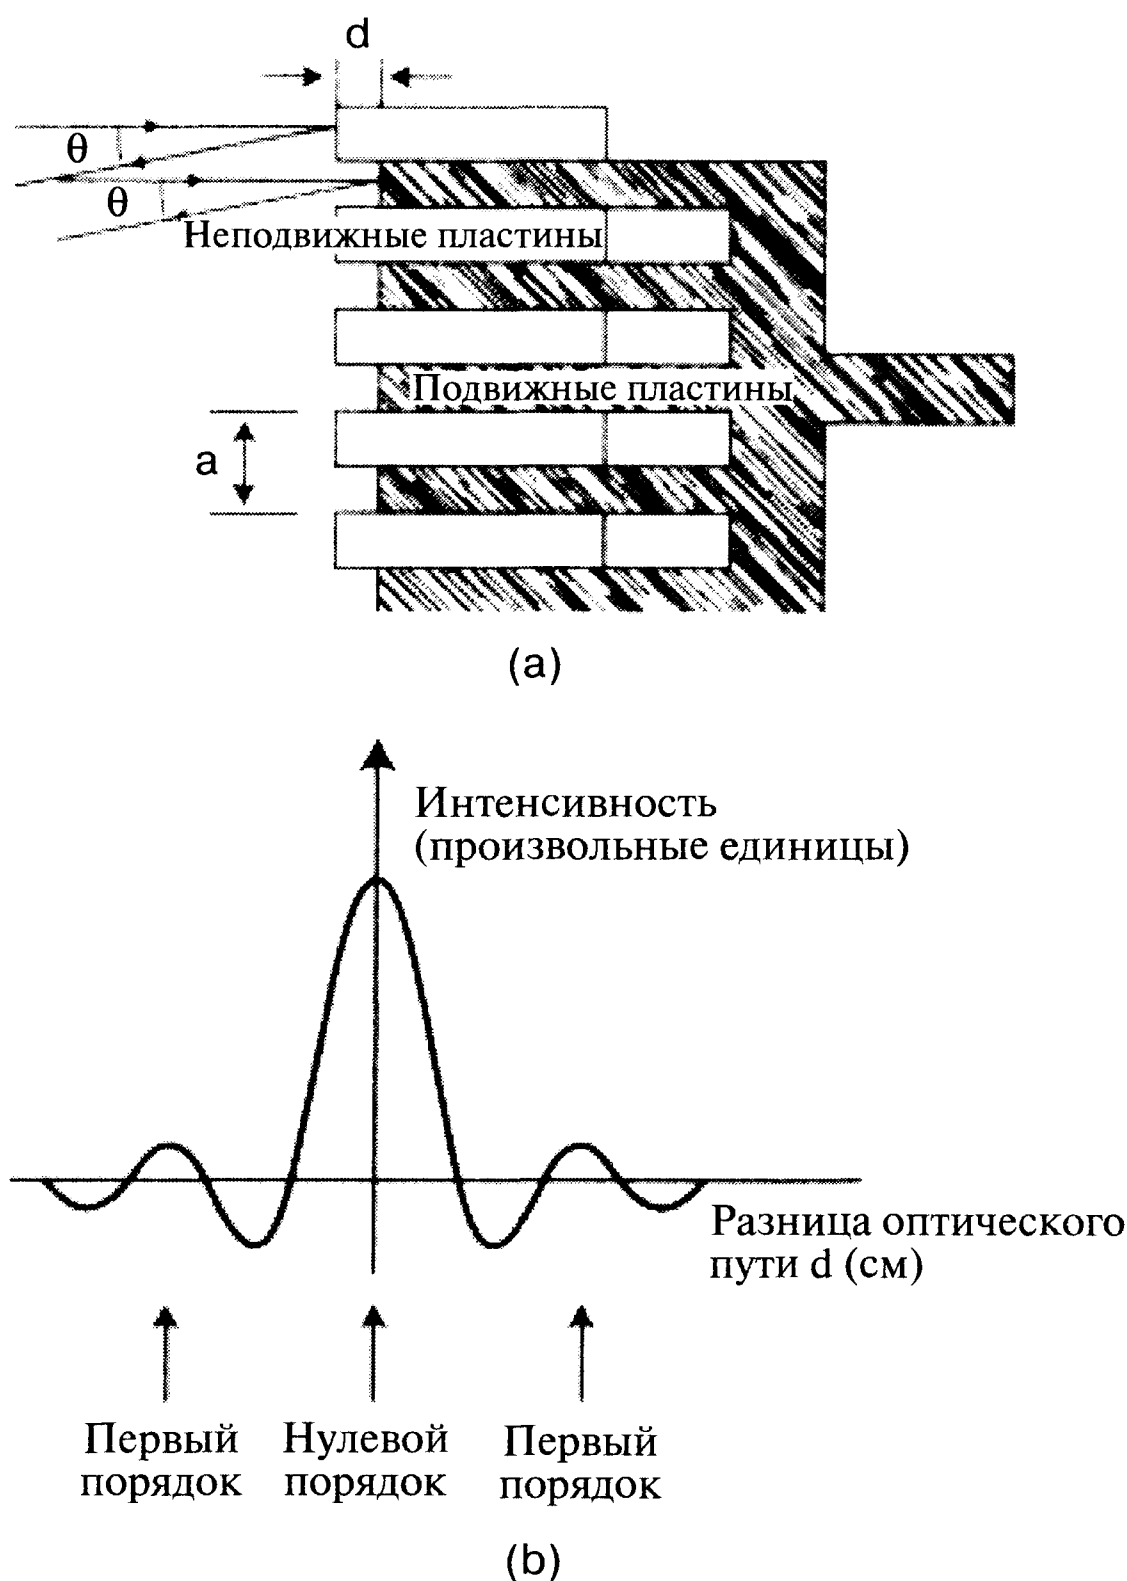 d
θ
θ
Неподвижные пластины
Подвижные пластины
a
(a)
Интенсивность
(произвольные единицы)
Разница оптического
пути d (см)
Первый
порядок
Нулевой
порядок
Первый
порядок
(b)